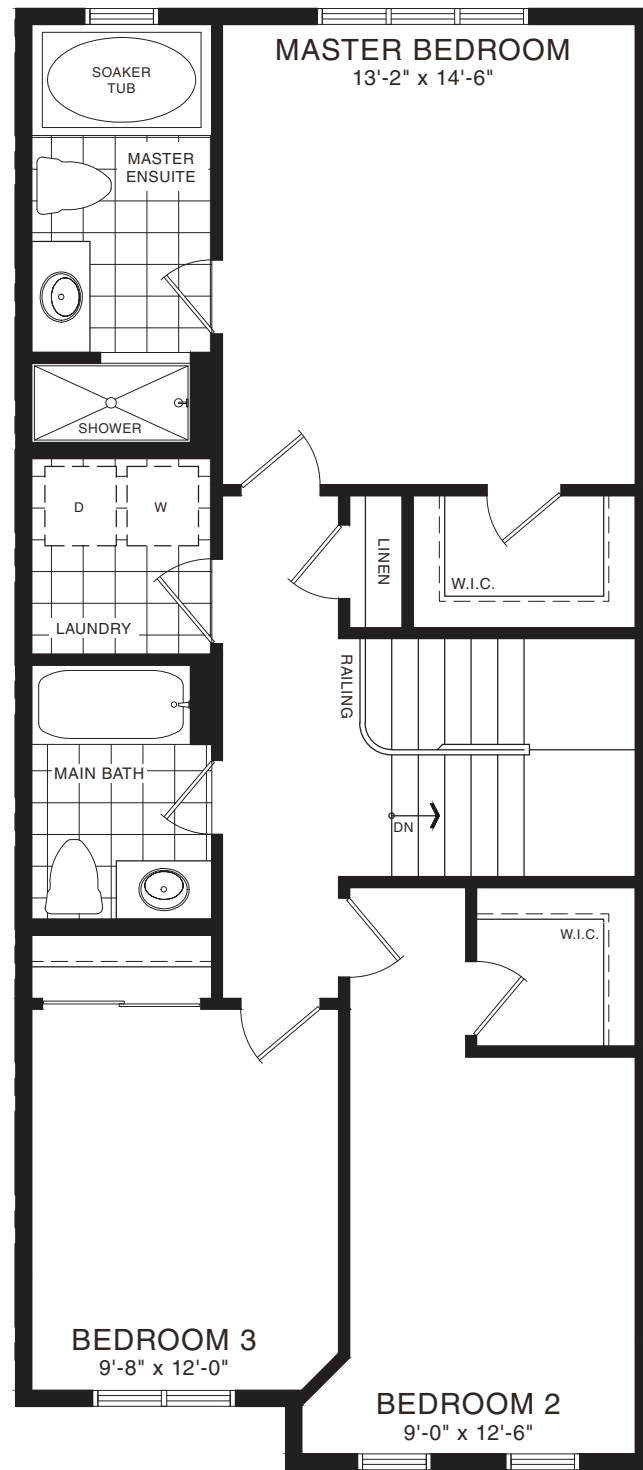 MASTER BEDROOM
13'-2" x 14'-6"
SOAKER
TUB
MASTER
ENSUITE
SHOWER
D
W
LAUNDRY
LINEN
W.I.C.
RAILING
MAIN BATH
DN
W.I.C.
BEDROOM 3
9'-8" x 12'-0"
BEDROOM 2
9'-0" x 12'-6"